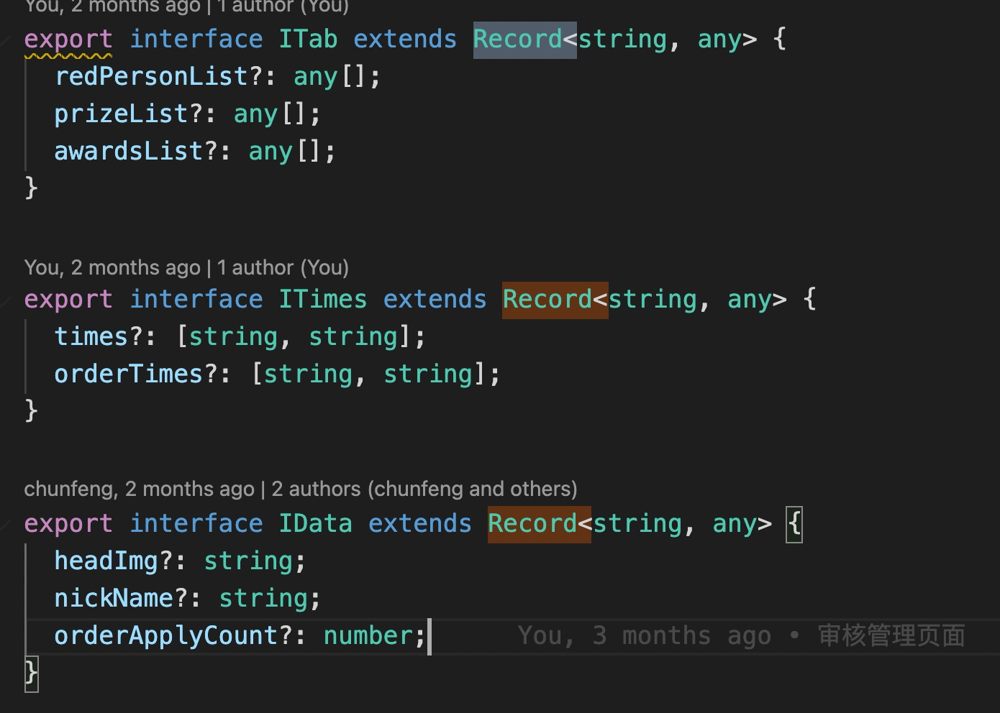 You, 2 months ago | 1 author (You)
export interface ITab extends Record<string, any> {
redPersonList?: any[];
prizeList?: any[];
awardsList?: any[];
}
You, 2 months ago | 1 author (You)
export interface ITimes extends Record<string, any> {
times?: [string, string];
orderTimes?: [string, string];
}
chunfeng, 2 months ago | 2 authors (chunfeng and others)
export interface IData extends Record<string, any> {
headImg?: string;
nickName?: string;
orderApplyCount?: number; You, 3 months ago • 审核管理页面
}